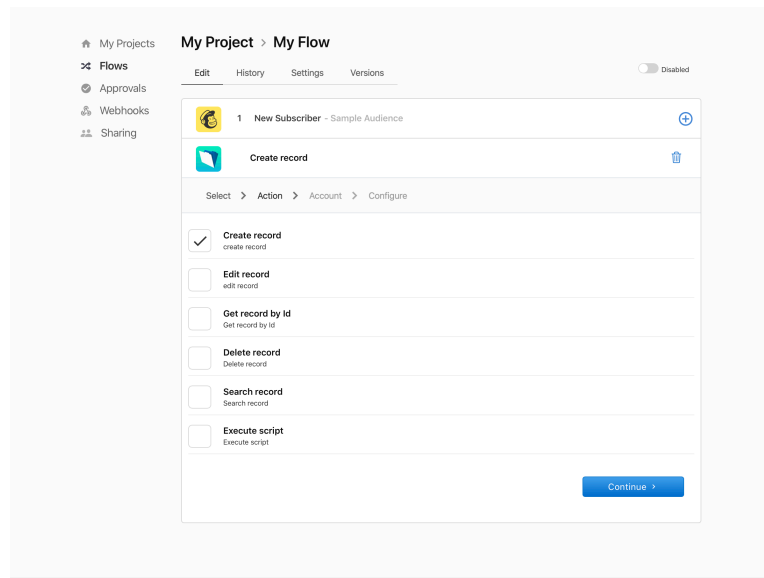 My Projects
Flows
Approvals
Webhooks
Sharing
My Project > My Flow
Edit History Settings Versions
Disabled
1 New Subscriber - Sample Audience
Create record
Select > Action > Account > Configure
Create record
create record
Edit record
edit record
Get record by Id
Get record by Id
Delete record
Delete record
Search record
Search record
Execute script
Execute script
Continue >